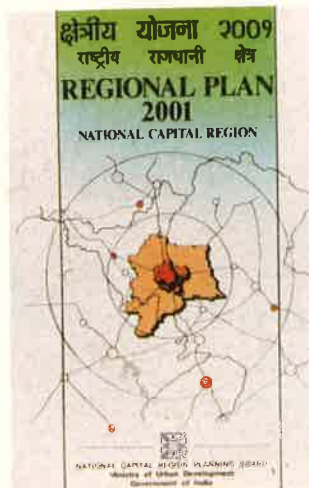 क्षेत्रीय योजना २००१
राष्ट्रीय राजधानी क्षेत्र
REGIONAL PLAN
2001
NATIONAL CAPITAL REGION
NATIONAL CAPITAL REGION PLANNING BOARD
Ministry of Urban Development
Government of India